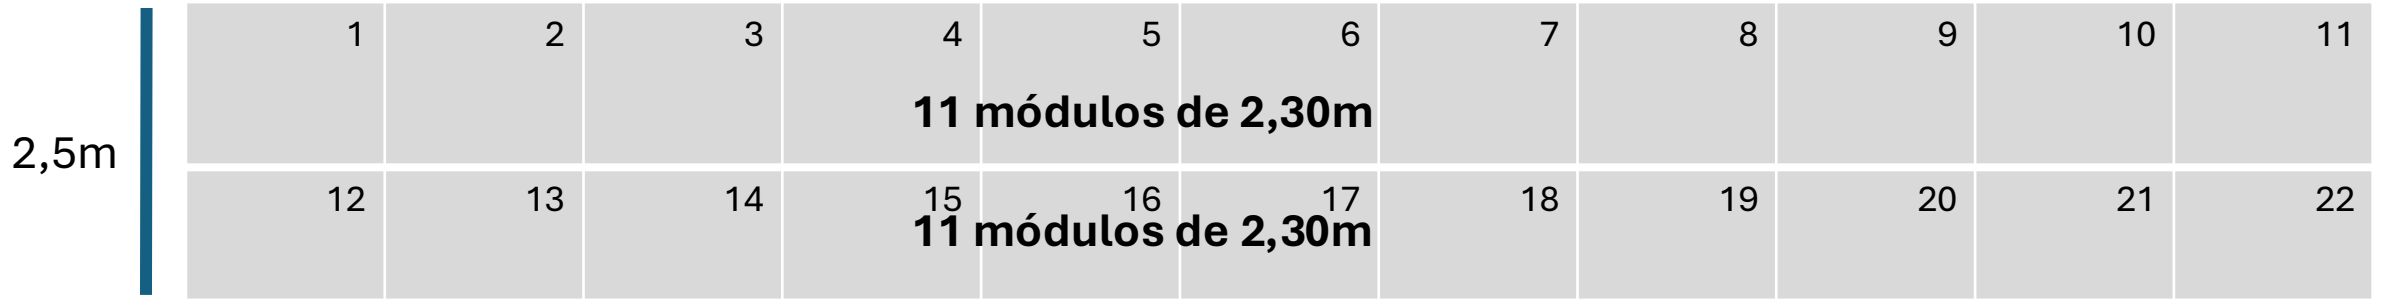 1 2 3 4 5 6 7 8 9 10 11
11 módulos de 2,30m
2,5m
12 13 14 15 16 17 18 19 20 21 22
11 módulos de 2,30m